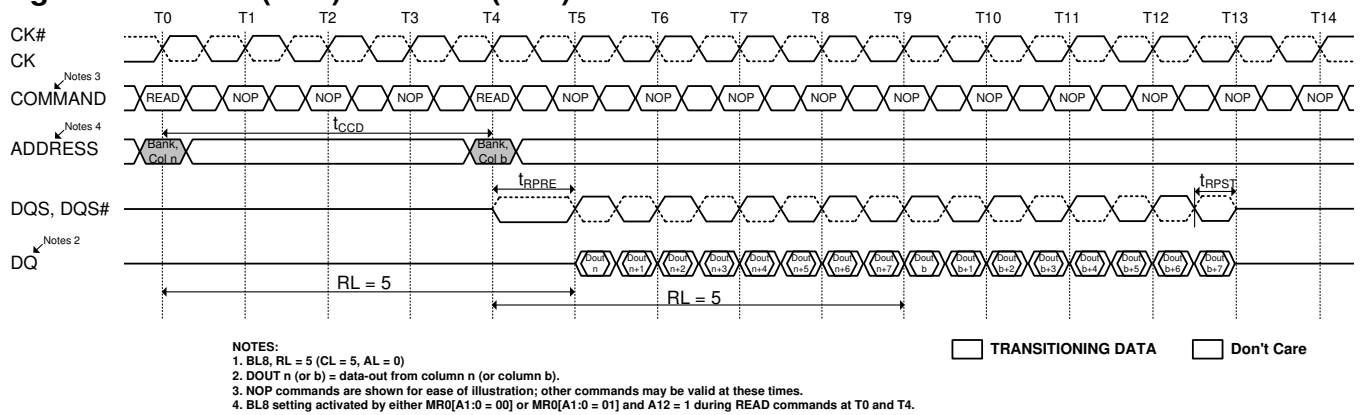 T0 T1 T2 T3 T4 T5 T6 T7 T8 T9 T10 T11 T12 T13 T14
CK#
CK
Notes 3
COMMAND READ NOP NOP NOP READ NOP NOP NOP NOP NOP NOP NOP NOP NOP NOP
tCCD
Notes 4
ADDRESS Bank, Col n Bank, Col b
tRPRE tRPST
DQS, DQS#
Notes 2
DQ Dout n Dout n+1 Dout n+2 Dout n+3 Dout n+4 Dout n+5 Dout n+6 Dout n+7 Dout b Dout b+1 Dout b+2 Dout b+3 Dout b+4 Dout b+5 Dout b+6 Dout b+7
RL = 5
RL = 5
NOTES:
1. BL8, RL = 5 (CL = 5, AL = 0)
2. DOUT n (or b) = data-out from column n (or column b).
3. NOP commands are shown for ease of illustration; other commands may be valid at these times.
4. BL8 setting activated by either MR0[A1:0 = 00] or MR0[A1:0 = 01] and A12 = 1 during READ commands at T0 and T4.
TRANSITIONING DATA Don't Care